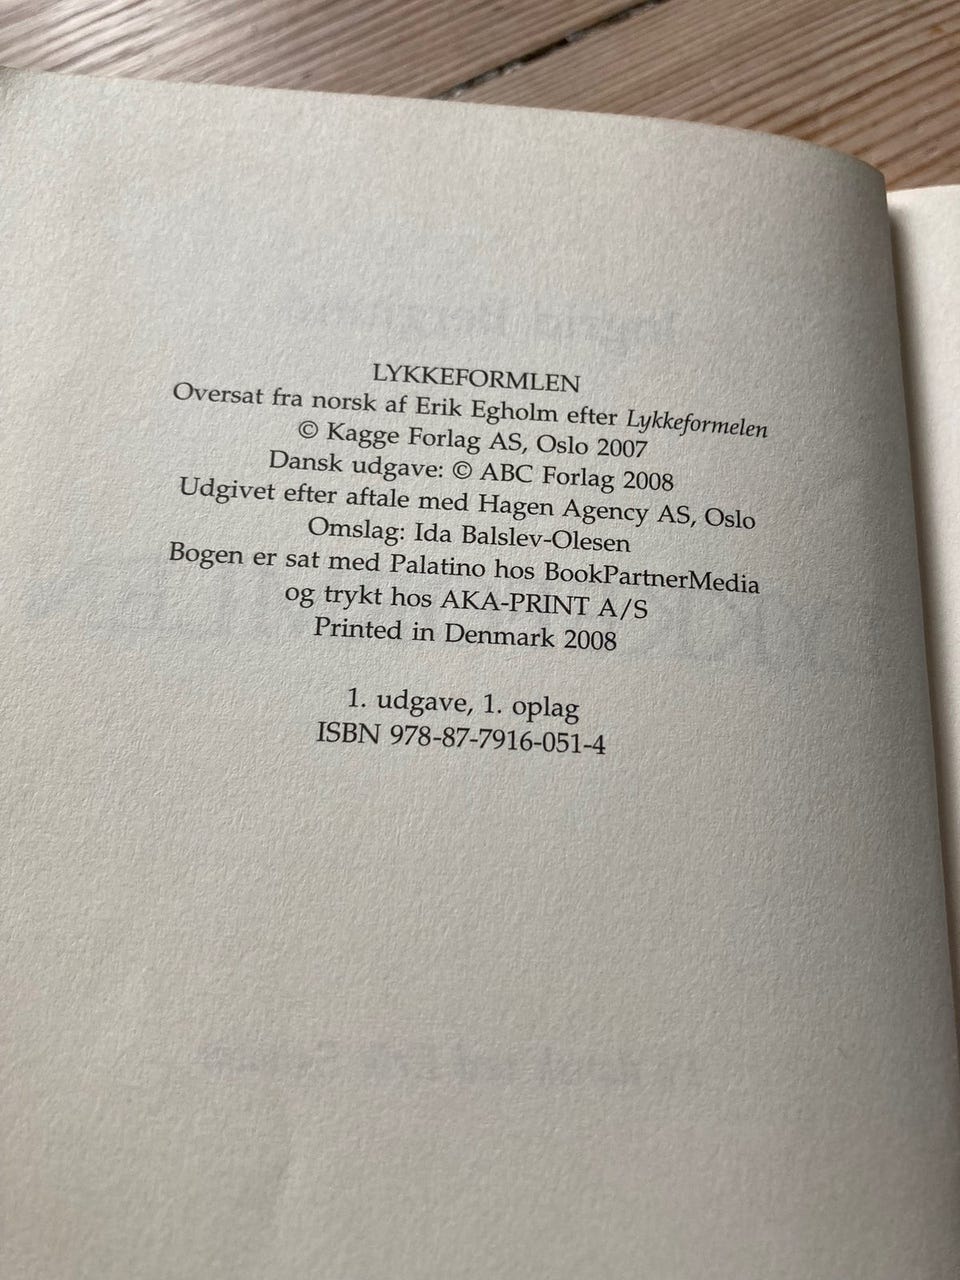 LYKKEFORMLEN
Oversat fra norsk af Erik Egholm efter Lykkeformelen
© Kagge Forlag AS, Oslo 2007
Dansk udgave: © ABC Forlag 2008
Udgivet efter aftale med Hagen Agency AS, Oslo
Omslag: Ida Balslev-Olesen
Bogen er sat med Palatino hos BookPartnerMedia
og trykt hos AKA-PRINT A/S
Printed in Denmark 2008
1. udgave, 1. oplag
ISBN 978-87-7916-051-4